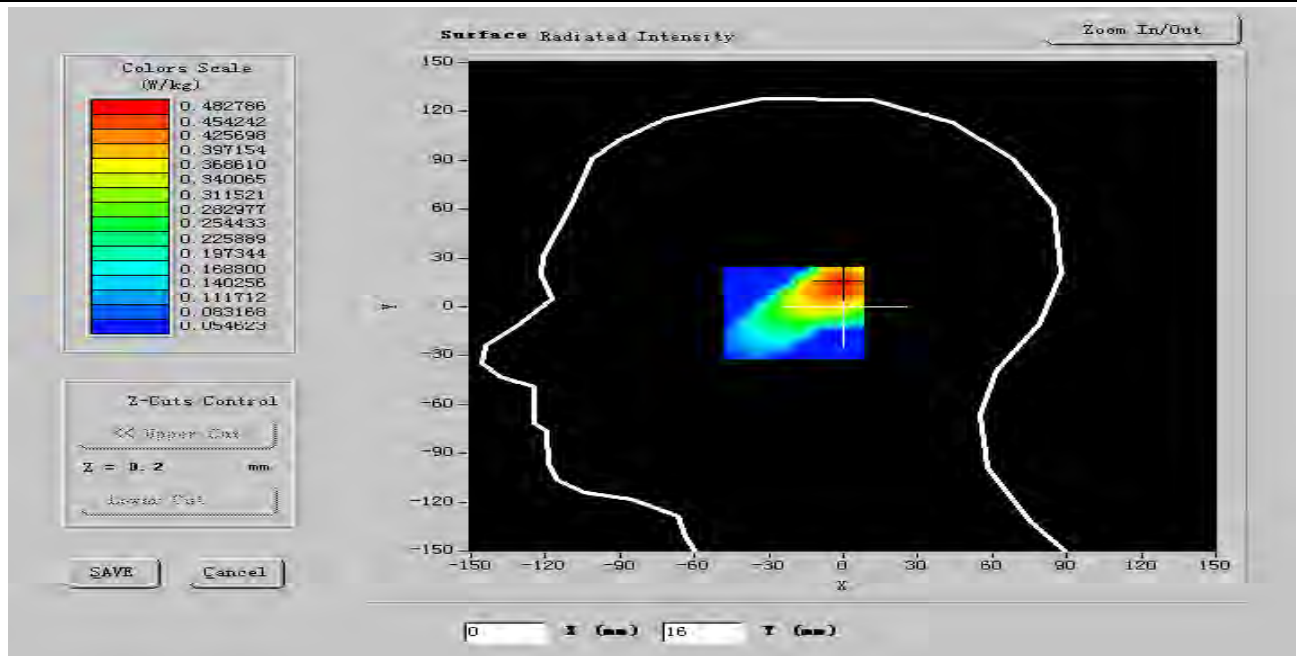 Surface Radiated Intensity
Zoom In/Out
Colors Scale
(W/kg)
0.482786
0.454242
0.425698
0.397154
0.368610
0.340065
0.311521
0.282977
0.254433
0.225889
0.197344
0.168800
0.140256
0.111712
0.083168
0.054623
Z-Cuts Control
<< Upper Cut
Z = 0.2 mm
Lower Cut
SAVE Cancel
150
120
90
60
30
0
-30
-60
-90
-120
-150
Y
-150 -120 -90 -60 -30 0 30 60 90 120 150
X
0 X (mm) 16 Y (mm)